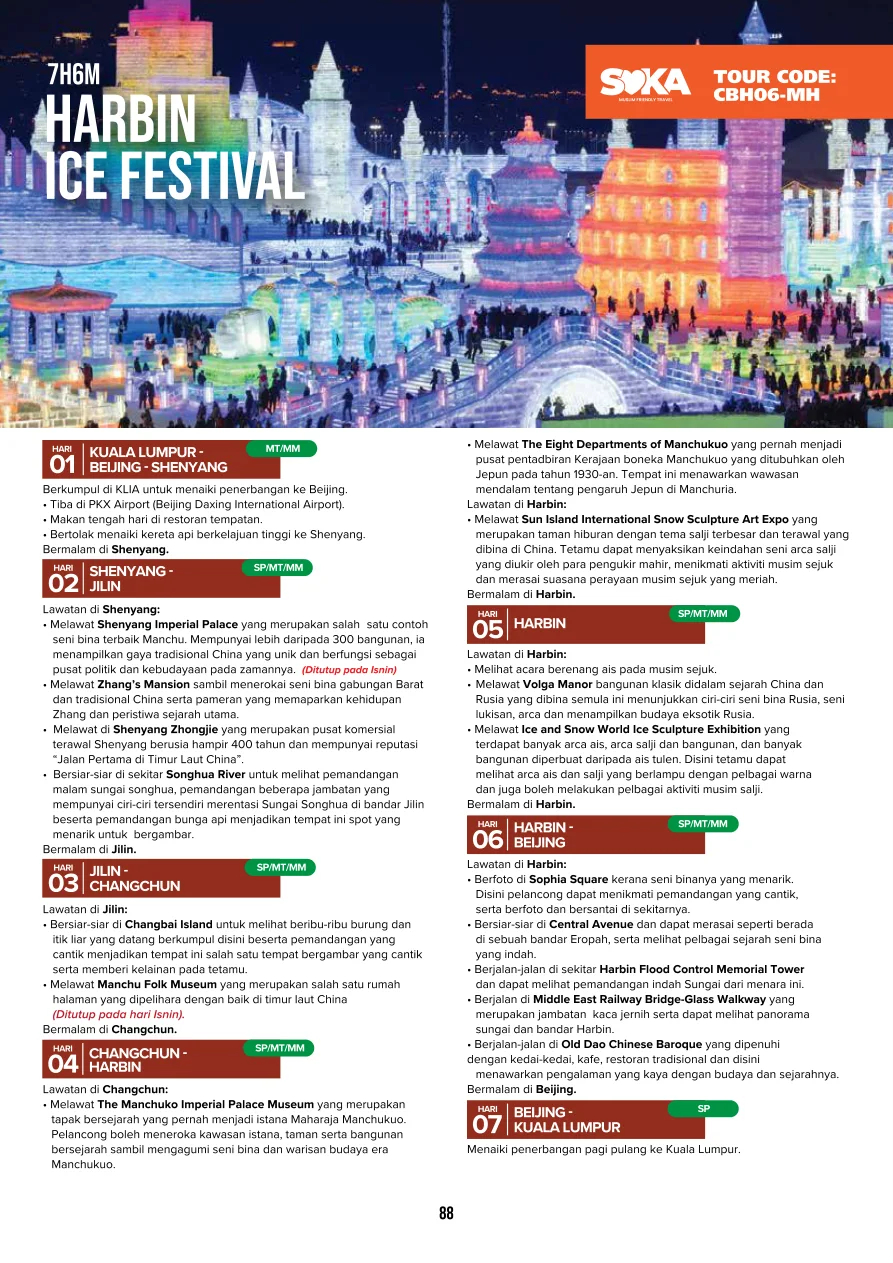 7H6M
HARBIN
ICE FESTIVAL
SOKA
MUSLIM FRIENDLY TRAVEL
TOUR CODE:
CBH06-MH
HARI
01
KUALA LUMPUR -
BEIJING - SHENYANG
MT/MM
Berkumpul di KLIA untuk menaiki penerbangan ke Beijing.
• Tiba di PKX Airport (Beijing Daxing International Airport).
• Makan tengah hari di restoran tempatan.
• Bertolak menaiki kereta api berkelajuan tinggi ke Shenyang.
Bermalam di Shenyang.
HARI
02
SHENYANG -
JILIN
SP/MT/MM
Lawatan di Shenyang:
• Melawat Shenyang Imperial Palace yang merupakan salah satu contoh
seni bina terbaik Manchu. Mempunyai lebih daripada 300 bangunan, ia
menampilkan gaya tradisional China yang unik dan berfungsi sebagai
pusat politik dan kebudayaan pada zamannya. (Ditutup pada Isnin)
• Melawat Zhang's Mansion sambil menerokai seni bina gabungan Barat
dan tradisional China serta pameran yang memaparkan kehidupan
Zhang dan peristiwa sejarah utama.
• Melawat di Shenyang Zhongjie yang merupakan pusat komersial
terawal Shenyang berusia hampir 400 tahun dan mempunyai reputasi
“Jalan Pertama di Timur Laut China”.
• Bersiar-siar di sekitar Songhua River untuk melihat pemandangan
malam sungai songhua, pemandangan beberapa jambatan yang
mempunyai ciri-ciri tersendiri merentasi Sungai Songhua di bandar Jilin
beserta pemandangan bunga api menjadikan tempat ini spot yang
menarik untuk bergambar.
Bermalam di Jilin.
HARI
03
JILIN -
CHANGCHUN
SP/MT/MM
Lawatan di Jilin:
• Bersiar-siar di Changbai Island untuk melihat beribu-ribu burung dan
itik liar yang datang berkumpul disini beserta pemandangan yang
cantik menjadikan tempat ini salah satu tempat bergambar yang cantik
serta memberi kelainan pada tetamu.
• Melawat Manchu Folk Museum yang merupakan salah satu rumah
halaman yang dipelihara dengan baik di timur laut China
(Ditutup pada hari Isnin).
Bermalam di Changchun.
HARI
04
CHANGCHUN -
HARBIN
SP/MT/MM
Lawatan di Changchun:
• Melawat The Manchuko Imperial Palace Museum yang merupakan
tapak bersejarah yang pernah menjadi istana Maharaja Manchukuo.
Pelancong boleh meneroka kawasan istana, taman serta bangunan
bersejarah sambil mengagumi seni bina dan warisan budaya era
Manchukuo.
• Melawat The Eight Departments of Manchukuo yang pernah menjadi
pusat pentadbiran Kerajaan boneka Manchukuo yang ditubuhkan oleh
Jepun pada tahun 1930-an. Tempat ini menawarkan wawasan
mendalam tentang pengaruh Jepun di Manchuria.
Lawatan di Harbin:
• Melawat Sun Island International Snow Sculpture Art Expo yang
merupakan taman hiburan dengan tema salji terbesar dan terawal yang
dibina di China. Tetamu dapat menyaksikan keindahan seni arca salji
yang diukir oleh para pengukir mahir, menikmati aktiviti musim sejuk
dan merasai suasana perayaan musim sejuk yang meriah.
Bermalam di Harbin.
HARI
05
HARBIN
SP/MT/MM
Lawatan di Harbin:
• Melihat acara berenang ais pada musim sejuk.
• Melawat Volga Manor bangunan klasik didalam sejarah China dan
Rusia yang dibina semula ini menunjukkan ciri-ciri seni bina Rusia, seni
lukisan, arca dan menampilkan budaya eksotik Rusia.
• Melawat Ice and Snow World Ice Sculpture Exhibition yang
terdapat banyak arca ais, arca salji dan bangunan, dan banyak
bangunan diperbuat daripada ais tulen. Disini tetamu dapat
melihat arca ais dan salji yang berlampu dengan pelbagai warna
dan juga boleh melakukan pelbagai aktiviti musim salji.
Bermalam di Harbin.
HARI
06
HARBIN -
BEIJING
SP/MT/MM
Lawatan di Harbin:
• Berfoto di Sophia Square kerana seni binanya yang menarik.
Disini pelancong dapat menikmati pemandangan yang cantik,
serta berfoto dan bersantai di sekitarnya.
• Bersiar-siar di Central Avenue dan dapat merasai seperti berada
di sebuah bandar Eropah, serta melihat pelbagai sejarah seni bina
yang indah.
• Berjalan-jalan di sekitar Harbin Flood Control Memorial Tower
dan dapat melihat pemandangan indah Sungai dari menara ini.
• Berjalan di Middle East Railway Bridge-Glass Walkway yang
merupakan jambatan kaca jernih serta dapat melihat panorama
sungai dan bandar Harbin.
• Berjalan-jalan di Old Dao Chinese Baroque yang dipenuhi
dengan kedai-kedai, kafe, restoran tradisional dan disini
menawarkan pengalaman yang kaya dengan budaya dan sejarahnya.
Bermalam di Beijing.
HARI
07
BEIJING -
KUALA LUMPUR
SP
Menaiki penerbangan pagi pulang ke Kuala Lumpur.
88